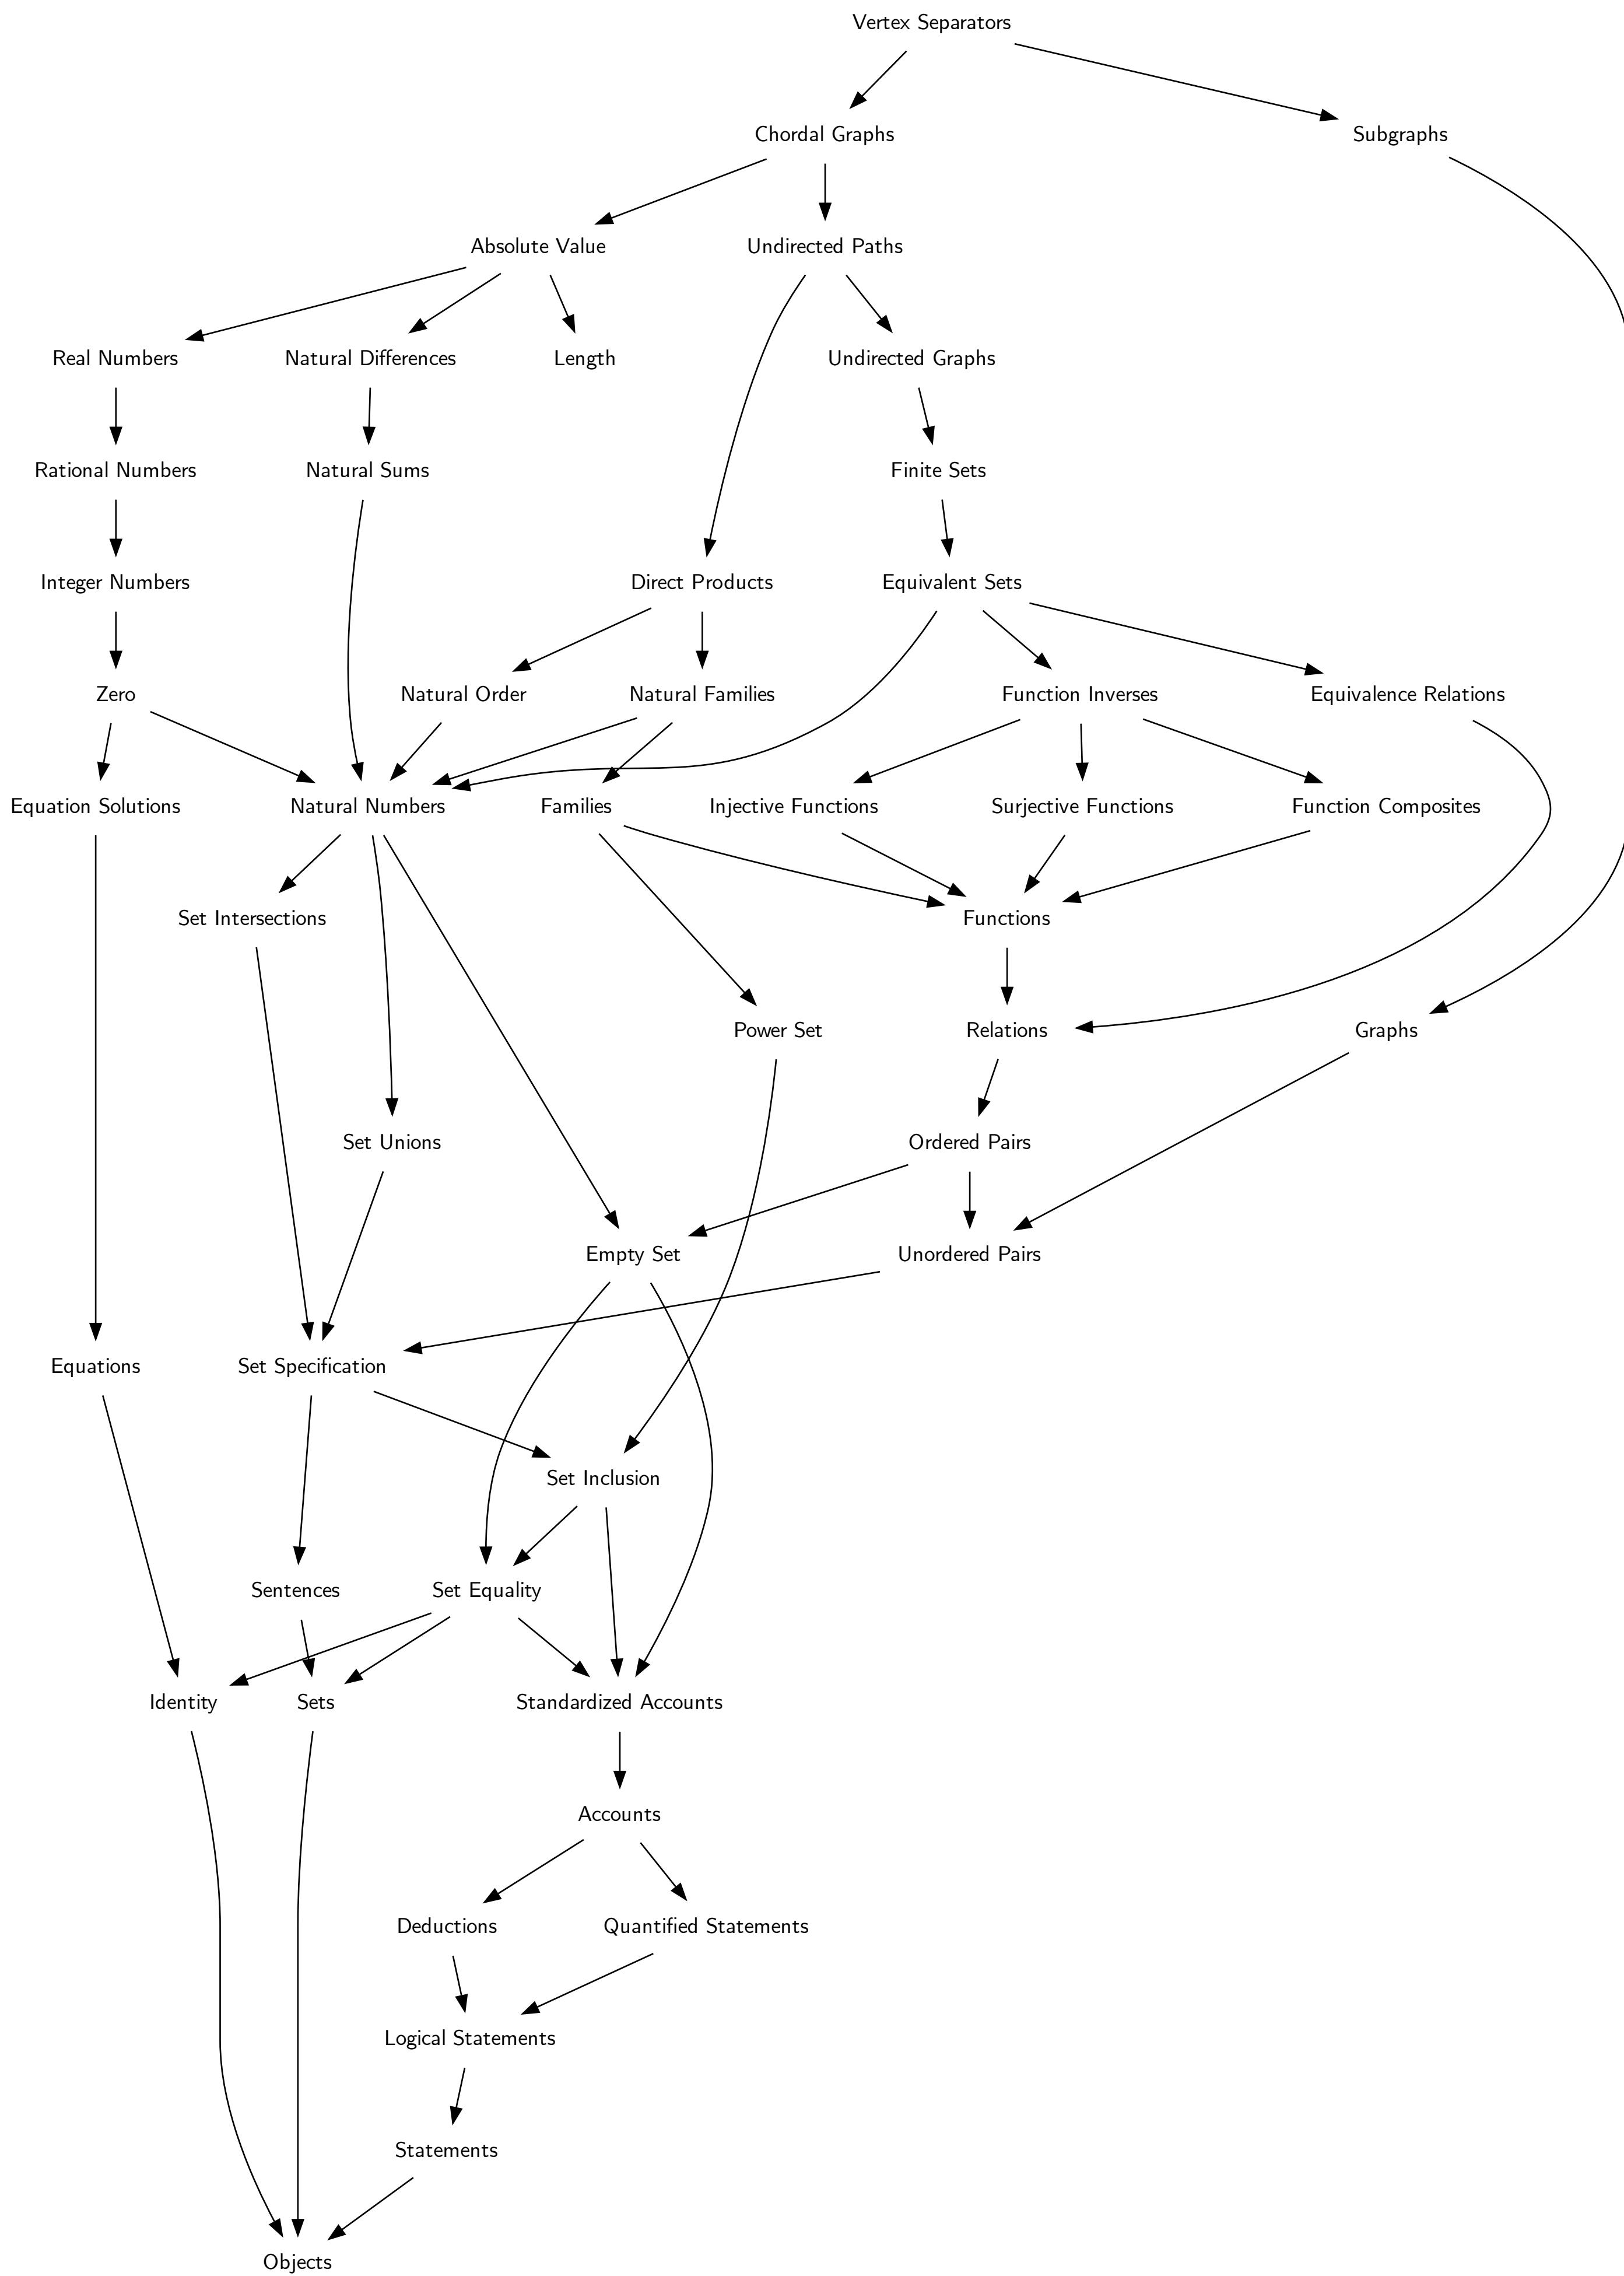 Vertex Separators
Chordal Graphs
Subgraphs
Absolute Value
Undirected Paths
Real Numbers
Natural Differences
Length
Undirected Graphs
Rational Numbers
Natural Sums
Finite Sets
Integer Numbers
Direct Products
Equivalent Sets
Zero
Natural Order
Natural Families
Function Inverses
Equivalence Relations
Equation Solutions
Natural Numbers
Families
Injective Functions
Surjective Functions
Function Composites
Set Intersections
Functions
Power Set
Relations
Graphs
Set Unions
Ordered Pairs
Empty Set
Unordered Pairs
Equations
Set Specification
Set Inclusion
Sentences
Set Equality
Identity
Sets
Standardized Accounts
Accounts
Deductions
Quantified Statements
Logical Statements
Statements
Objects